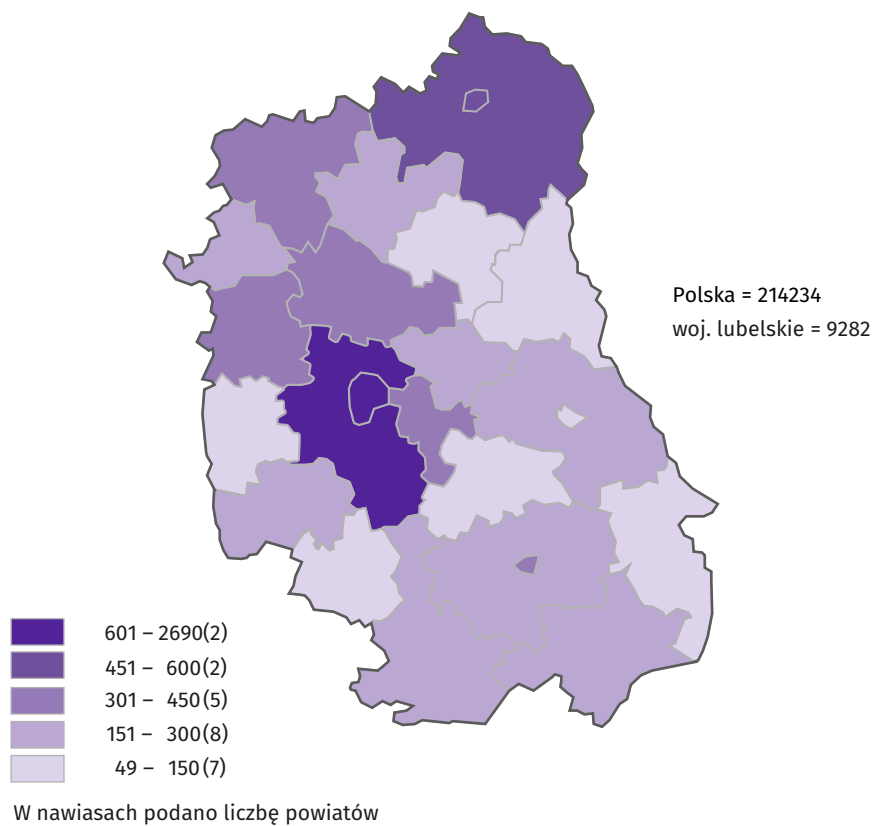 Polska = 214234
woj. lubelskie = 9282
601 – 2690(2)
451 – 600(2)
301 – 450(5)
151 – 300(8)
49 – 150(7)
W nawiasach podano liczbę powiatów